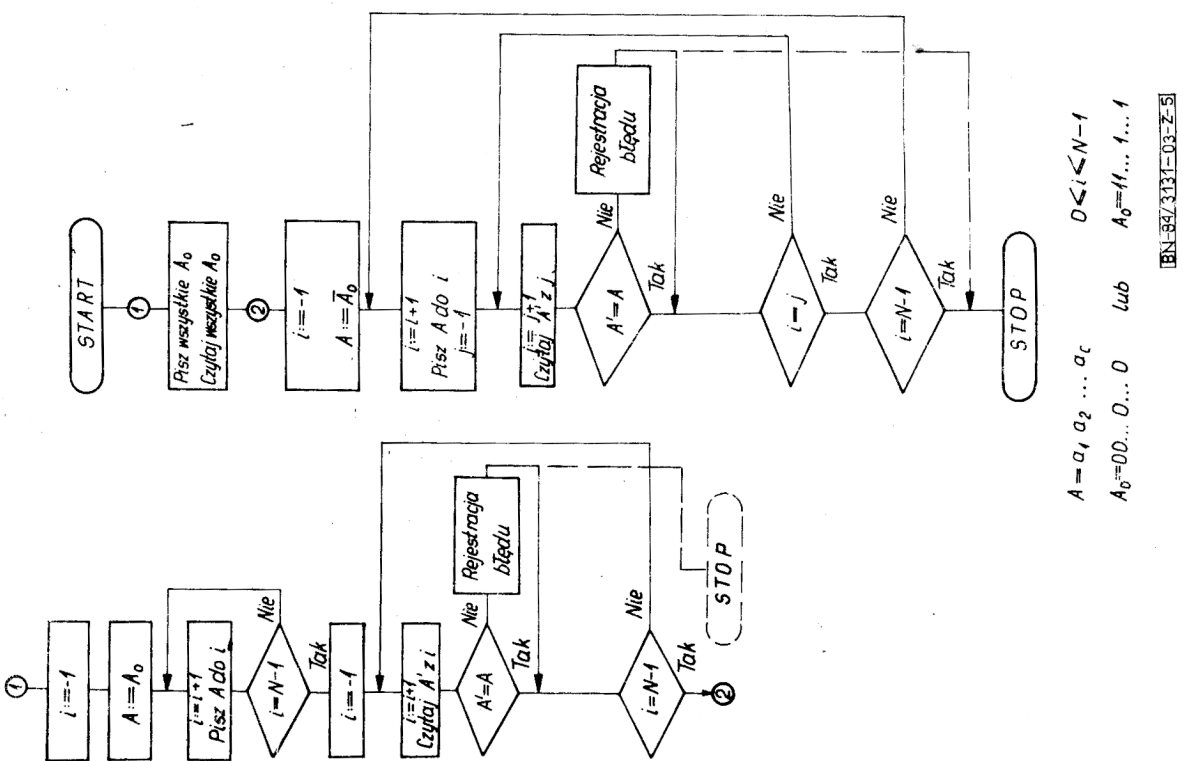 START
1
Pisz wszystkie A₀
Czytaj wszystkie A₀
2
i:=-1
A:=A̅₀
i:=i+1
Pisz A do i
j:=-1
j:=j+1
Czytaj A' z j
A'=A
Nie
Tak
Rejestracja
błędu
i=j
Nie
Tak
i=N-1
Nie
Tak
STOP
1
i:=-1
A:=A₀
i:=i+1
Pisz A do i
i=N-1
Nie
Tak
i:=-1
i:=i+1
Czytaj A' z i
A'=A
Nie
Tak
Rejestracja
błędu
i=N-1
Nie
Tak
2
STOP
A=a₁ a₂ ... a_c 0⩽i⩽N-1
A₀=00...0...0 lub A₀=11...1...1
BN-84/3131-03-Z-5